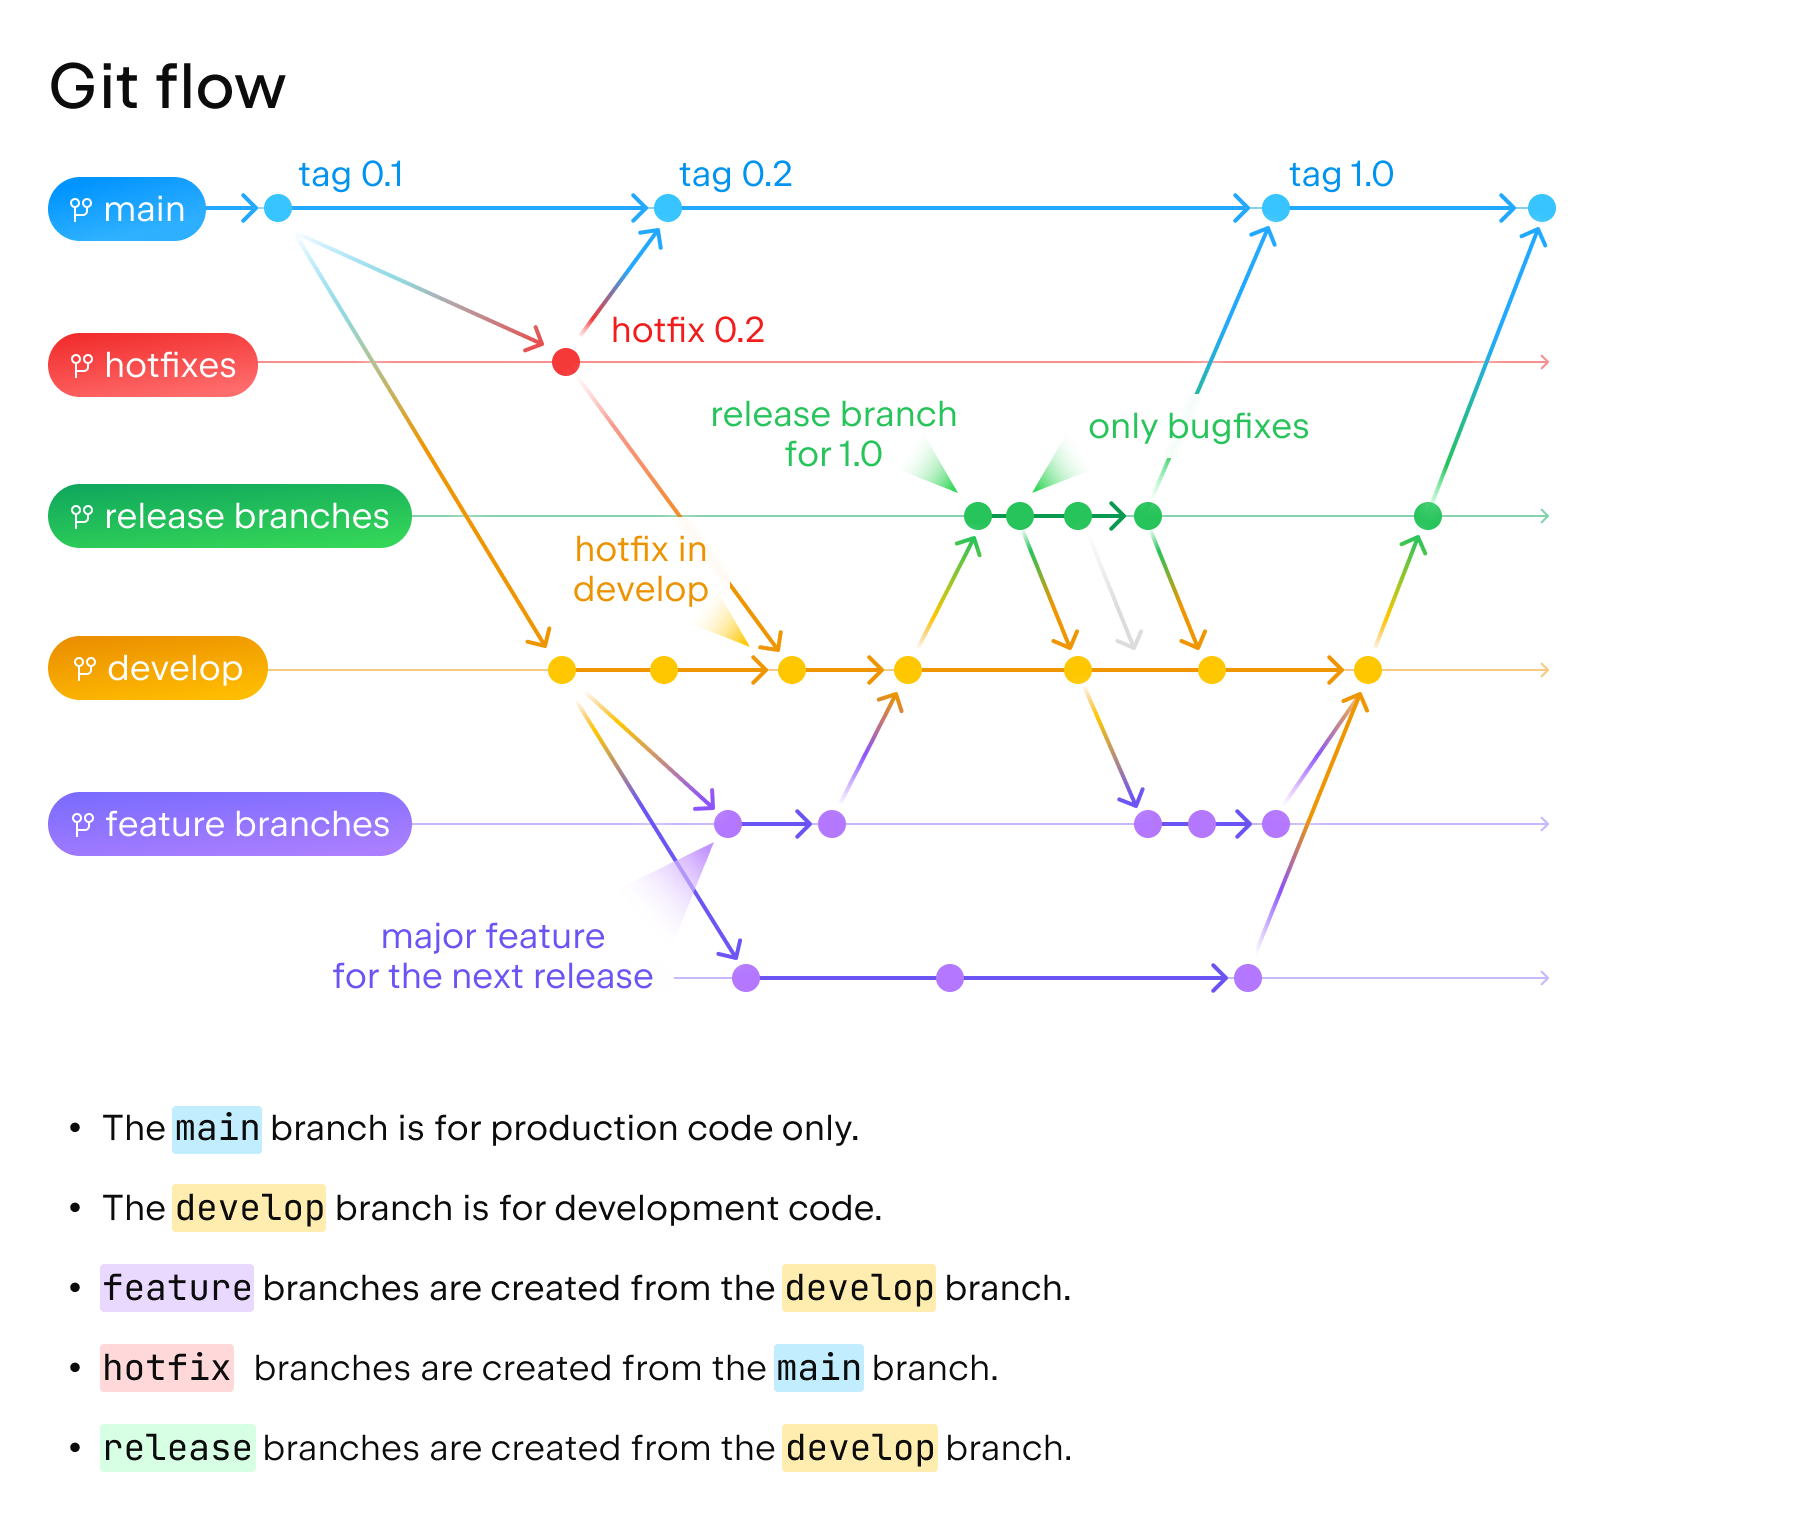 Git flow
tag 0.1
tag 0.2
tag 1.0
main
hotfix 0.2
hotfixes
release branch
for 1.0
only bugfixes
release branches
hotfix in
develop
develop
feature branches
major feature
for the next release
• The main branch is for production code only.
• The develop branch is for development code.
• feature branches are created from the develop branch.
• hotfix branches are created from the main branch.
• release branches are created from the develop branch.